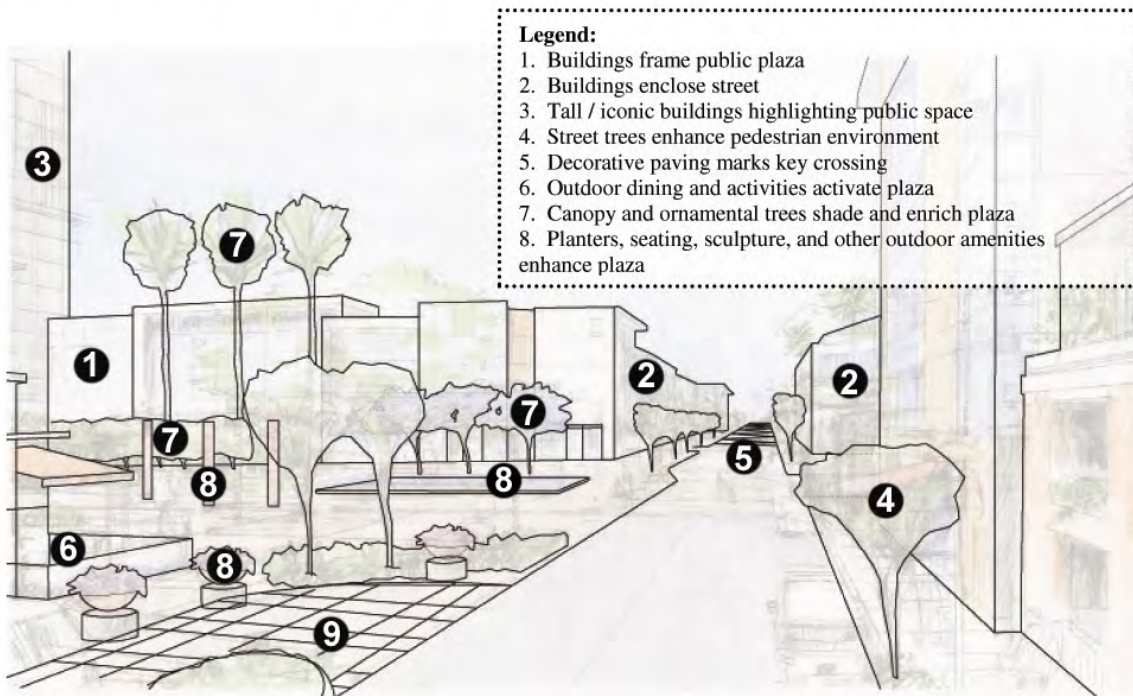 Legend:
1. Buildings frame public plaza
2. Buildings enclose street
3. Tall / iconic buildings highlighting public space
4. Street trees enhance pedestrian environment
5. Decorative paving marks key crossing
6. Outdoor dining and activities activate plaza
7. Canopy and ornamental trees shade and enrich plaza
8. Planters, seating, sculpture, and other outdoor amenities
enhance plaza
3
7
1
2
2
7
7
5
8
8
4
6
8
9